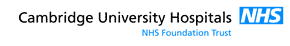 Cambridge University Hospitals NHS
NHS Foundation Trust